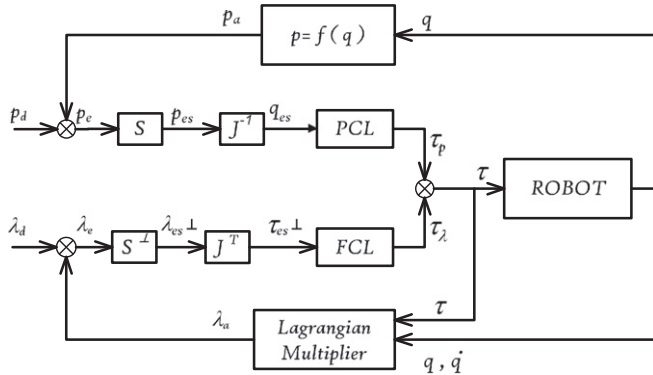 p_a
p = f(q)
q
p_d
p_e
S
p_es
J^-1
q_es
PCL
τ_p
τ
ROBOT
λ_d
λ_e
S^⊥
λ_es⊥
J^T
τ_es⊥
FCL
τ_λ
λ_a
Lagrangian
Multiplier
τ
q , q̇